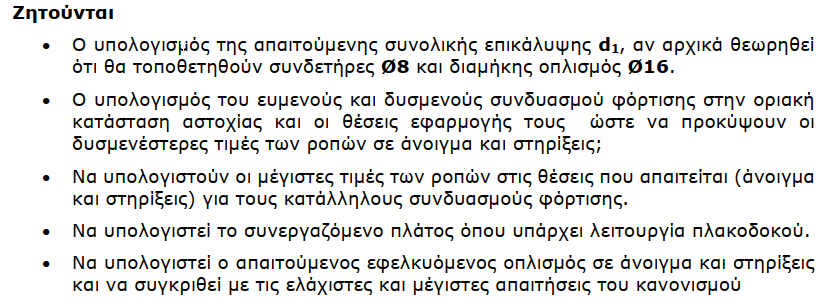 Ζητούνται
• Ο υπολογισμός της απαιτούμενης συνολικής επικάλυψης d₁, αν αρχικά θεωρηθεί
ότι θα τοποθετηθούν συνδετήρες Ø8 και διαμήκης οπλισμός Ø16.
• Ο υπολογισμός του ευμενούς και δυσμενούς συνδυασμού φόρτισης στην οριακή
κατάσταση αστοχίας και οι θέσεις εφαρμογής τους ώστε να προκύψουν οι
δυσμενέστερες τιμές των ροπών σε άνοιγμα και στηρίξεις;
• Να υπολογιστούν οι μέγιστες τιμές των ροπών στις θέσεις που απαιτείται (άνοιγμα
και στηρίξεις) για τους κατάλληλους συνδυασμούς φόρτισης.
• Να υπολογιστεί το συνεργαζόμενο πλάτος όπου υπάρχει λειτουργία πλακοδοκού.
• Να υπολογιστεί ο απαιτούμενος εφελκυόμενος οπλισμός σε άνοιγμα και στηρίξεις
και να συγκριθεί με τις ελάχιστες και μέγιστες απαιτήσεις του κανονισμού